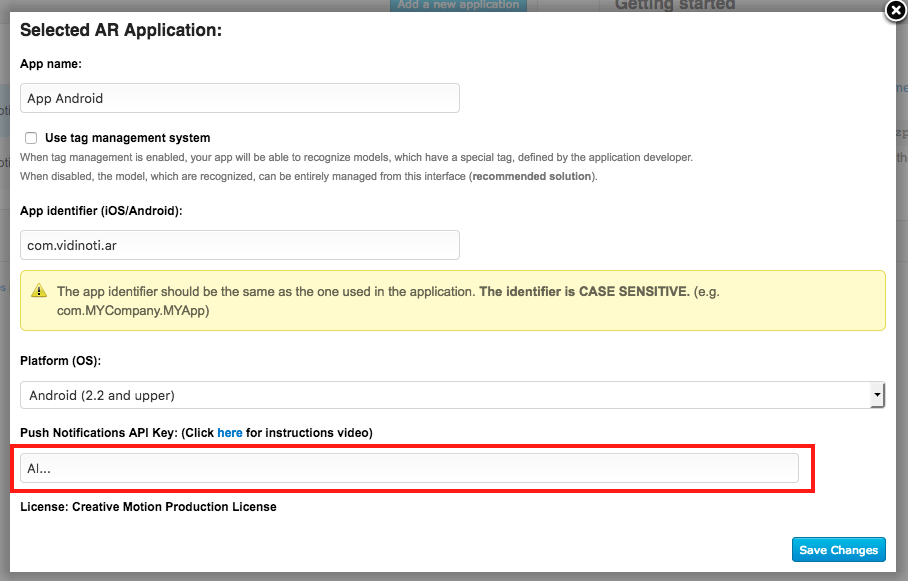 Add a new application
Getting started
Selected AR Application:
App name:
App Android
Use tag management system
When tag management is enabled, your app will be able to recognize models, which have a special tag, defined by the application developer.
When disabled, the model, which are recognized, can be entirely managed from this interface (recommended solution).
App identifier (iOS/Android):
com.vidinoti.ar
The app identifier should be the same as the one used in the application. The identifier is CASE SENSITIVE. (e.g.
com.MYCompany.MYApp)
Platform (OS):
Android (2.2 and upper)
Push Notifications API Key: (Click here for instructions video)
AI...
License: Creative Motion Production License
Save Changes